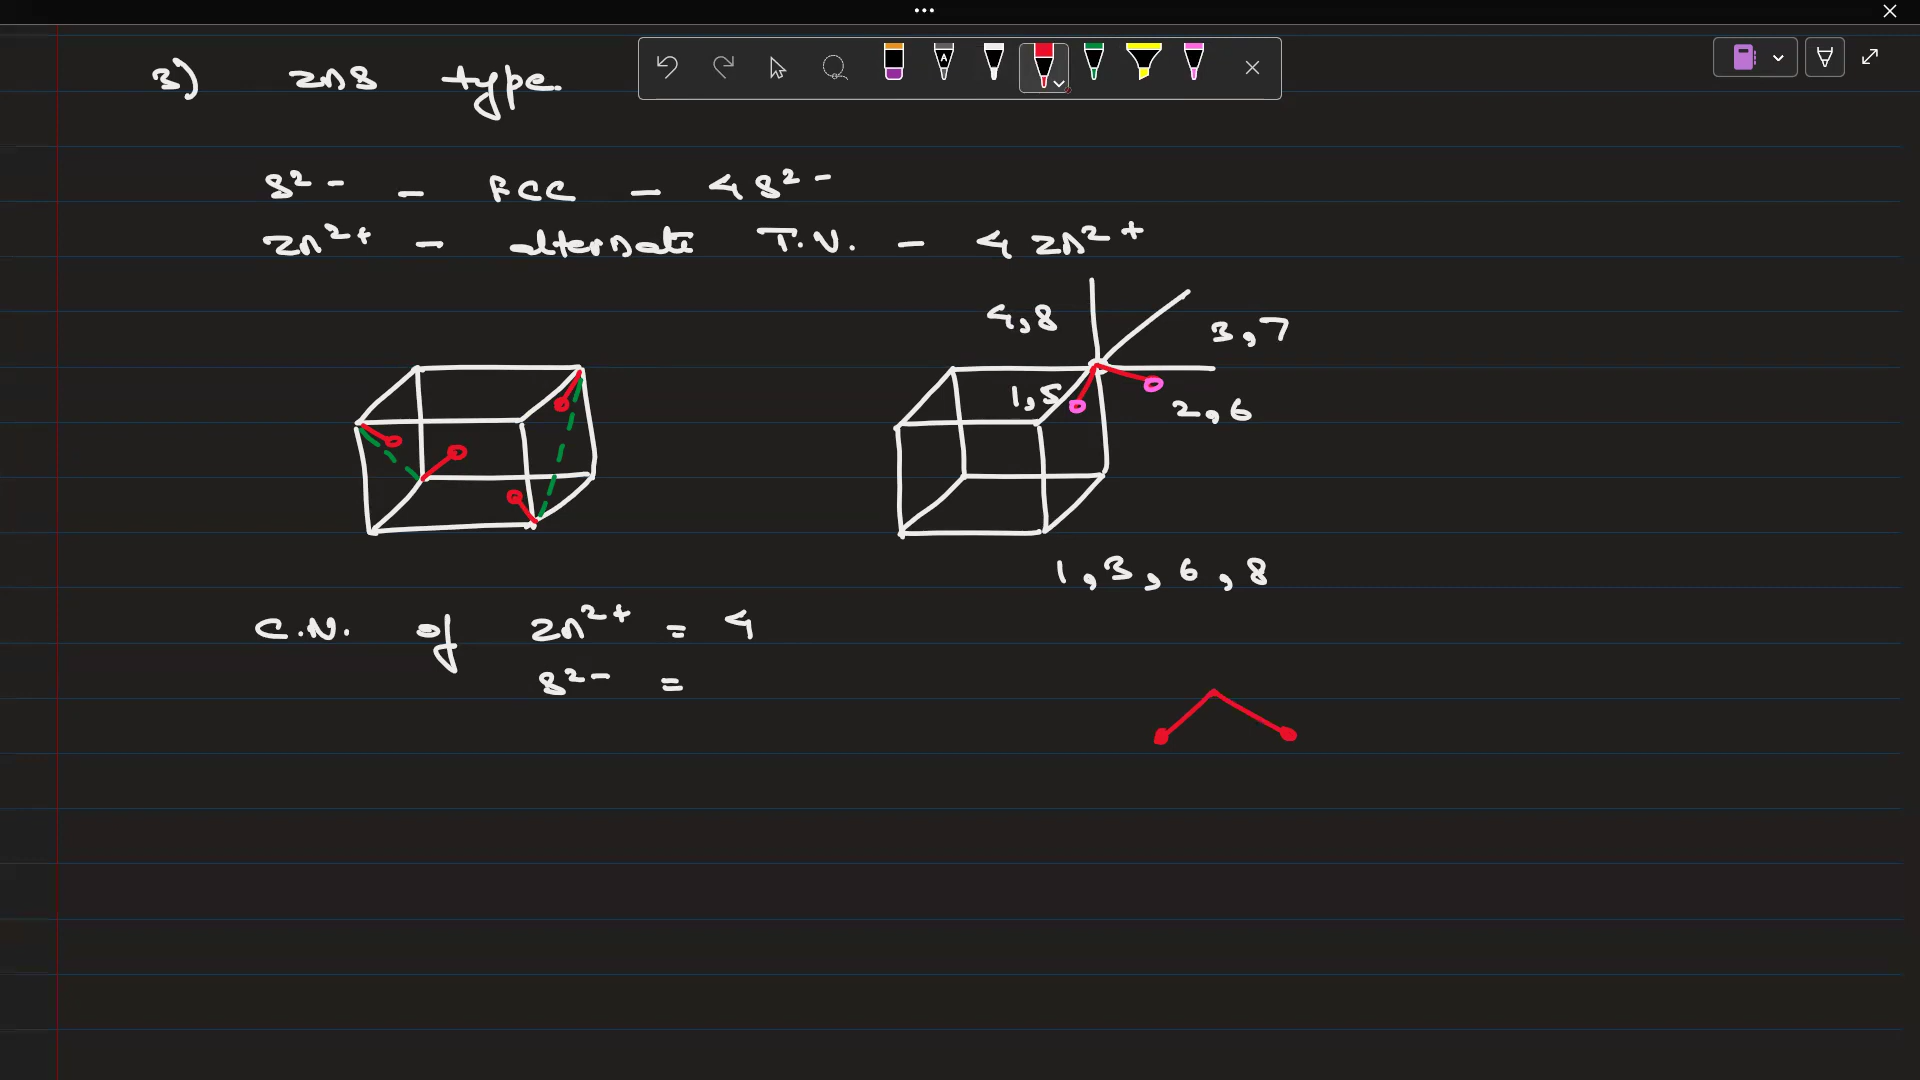 3) ZnS type.
S²⁻ – FCC – 4 S²⁻
Zn²⁺ – alternate T.V. – 4 Zn²⁺
4,8
3,7
1,5
2,6
1, 3, 6, 8
C.N. of Zn²⁺ = 4
S²⁻ =